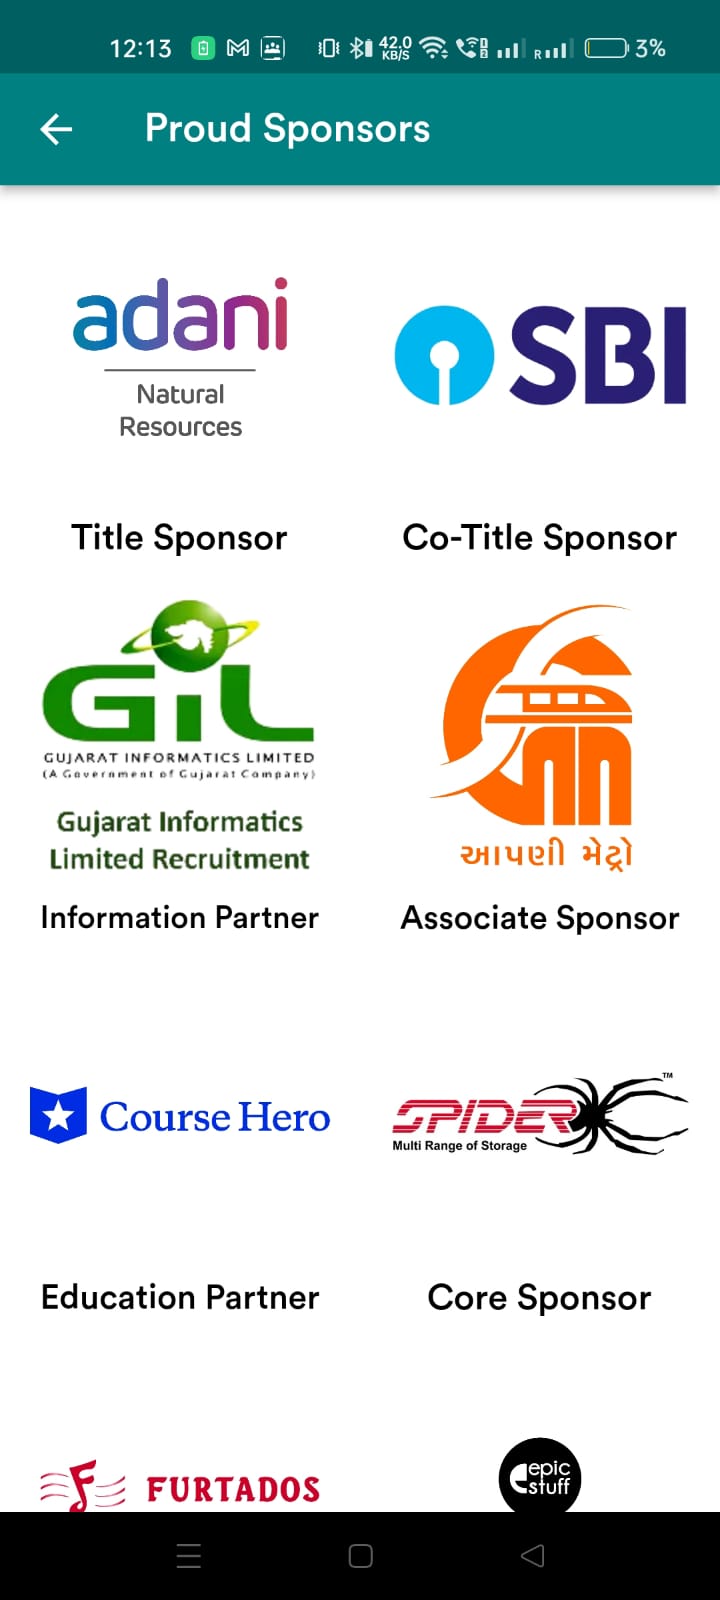 12:13 42.0 KB/S R 3%
Proud Sponsors
adani
Natural
Resources
SBI
Title Sponsor
Co-Title Sponsor
GIL
GUJARAT INFORMATICS LIMITED
(A Government of Gujarat Company)
Gujarat Informatics
Limited Recruitment
આપણી મેટ્રો
Information Partner
Associate Sponsor
Course Hero
SPIDER TM
Multi Range of Storage
Education Partner
Core Sponsor
FURTADOS
epic
stuff